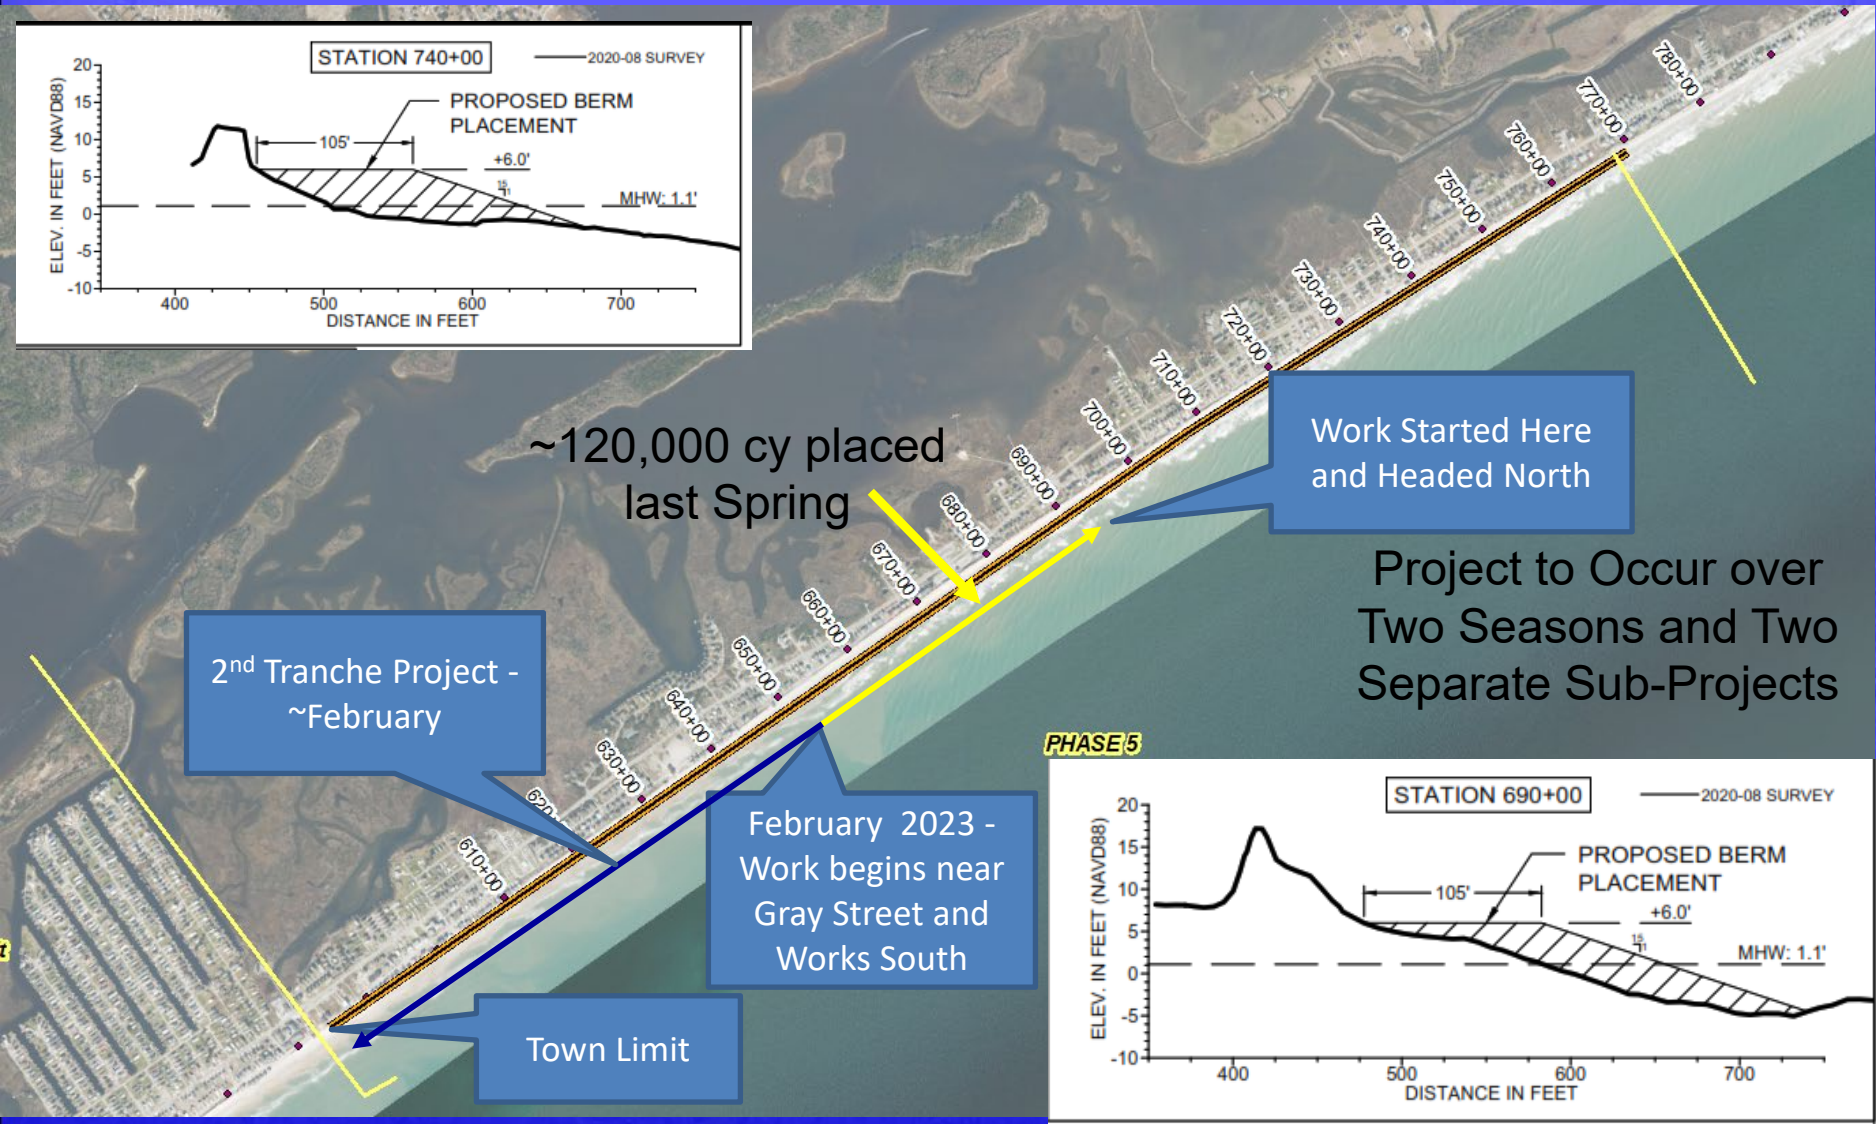 STATION 740+00
2020-08 SURVEY
PROPOSED BERM
PLACEMENT
105'
+6.0'
15
1
MHW: 1.1'
ELEV. IN FEET (NAVD88)
20
15
10
5
0
-5
-10
400 500 600 700
DISTANCE IN FEET
780+00
770+00
760+00
750+00
740+00
730+00
720+00
710+00
700+00
690+00
680+00
670+00
660+00
650+00
640+00
630+00
620
610+00
~120,000 cy placed
last Spring
Work Started Here
and Headed North
Project to Occur over
Two Seasons and Two
Separate Sub-Projects
2nd Tranche Project -
~February
February 2023 -
Work begins near
Gray Street and
Works South
Town Limit
PHASE 5
STATION 690+00
2020-08 SURVEY
PROPOSED BERM
PLACEMENT
105'
+6.0'
15
1
MHW: 1.1'
ELEV. IN FEET (NAVD88)
20
15
10
5
0
-5
-10
400 500 600 700
DISTANCE IN FEET